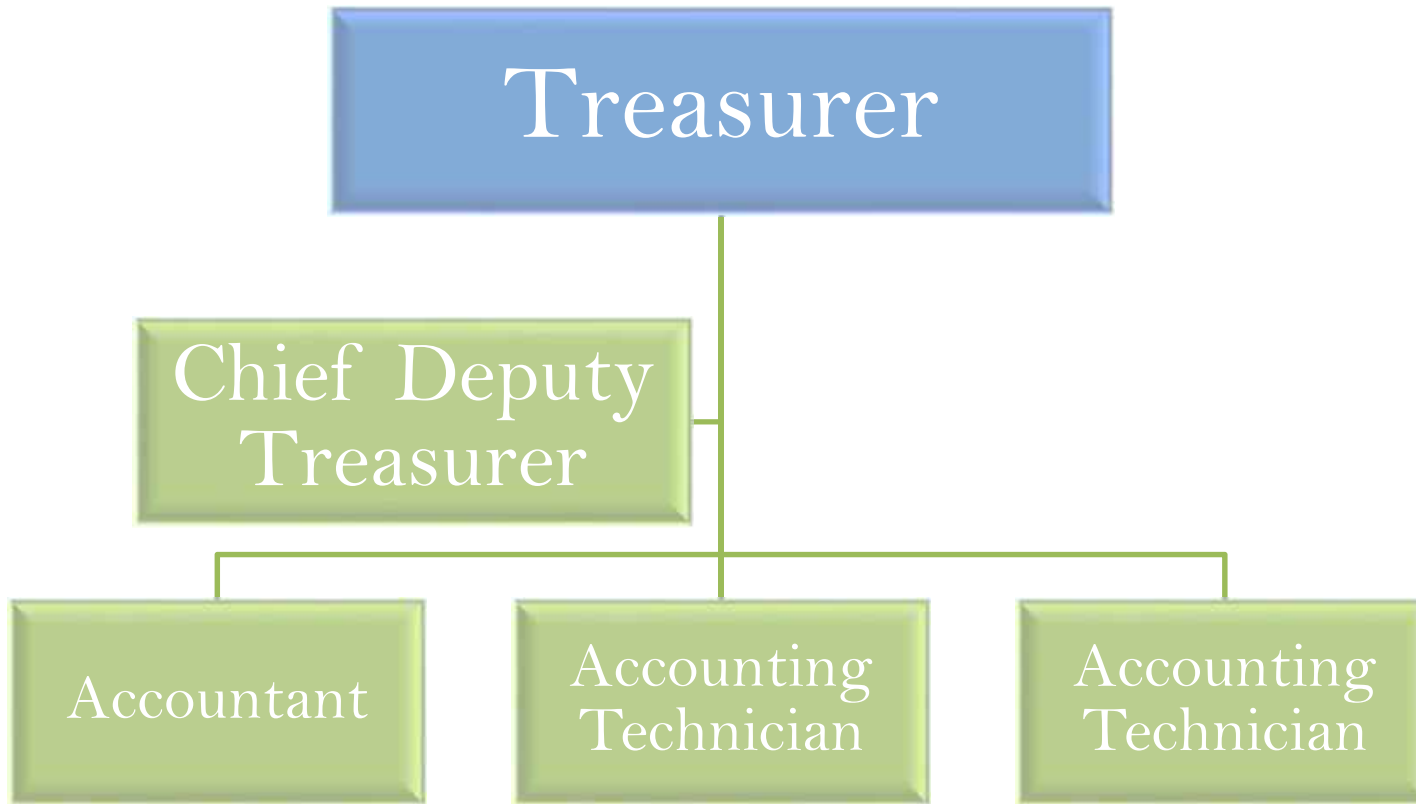 Treasurer
Chief Deputy
Treasurer
Accountant
Accounting
Technician
Accounting
Technician